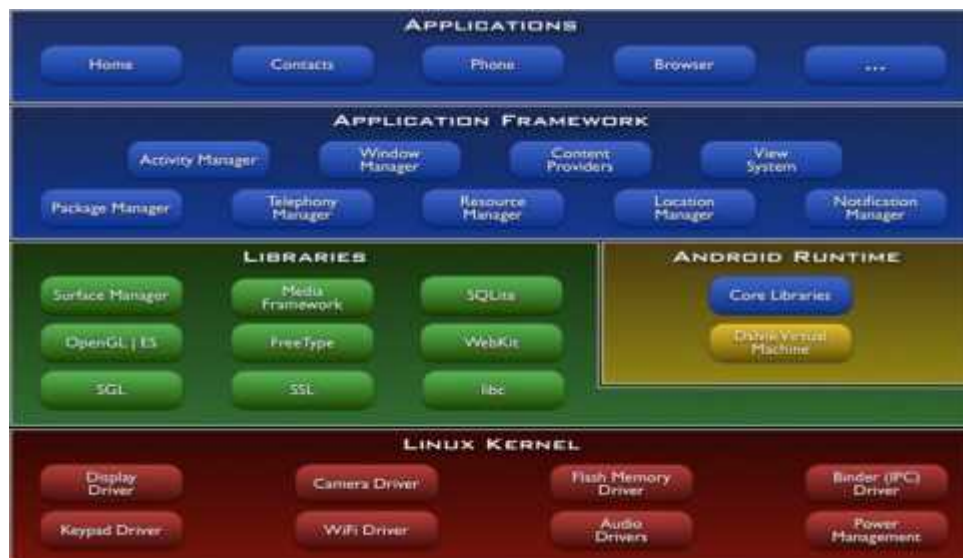 APPLICATIONS
Home
Contacts
Phone
Browser
...
APPLICATION FRAMEWORK
Activity Manager
Window
Manager
Content
Providers
View
System
Package Manager
Telephony
Manager
Resource
Manager
Location
Manager
Notification
Manager
LIBRARIES
Surface Manager
Media
Framework
SQLite
OpenGL | ES
FreeType
WebKit
SGL
SSL
libc
ANDROID RUNTIME
Core Libraries
Dalvik Virtual
Machine
LINUX KERNEL
Display
Driver
Camera Driver
Flash Memory
Driver
Binder (IPC)
Driver
Keypad Driver
WiFi Driver
Audio
Drivers
Power
Management